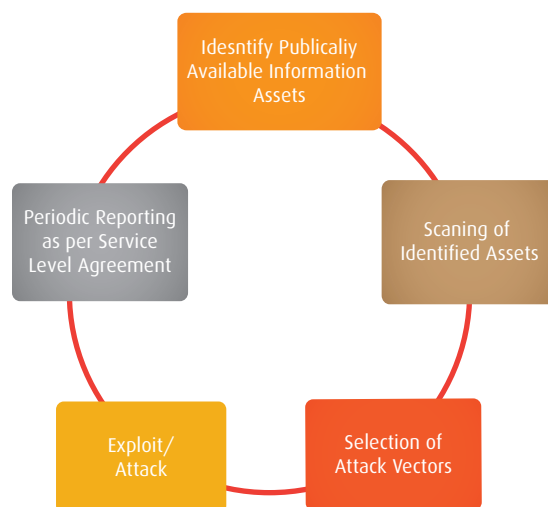 Idesntify Publicaliy
Available Information
Assets
Scaning of
Identified Assets
Selection of
Attack Vectors
Exploit/
Attack
Periodic Reporting
as per Service
Level Agreement